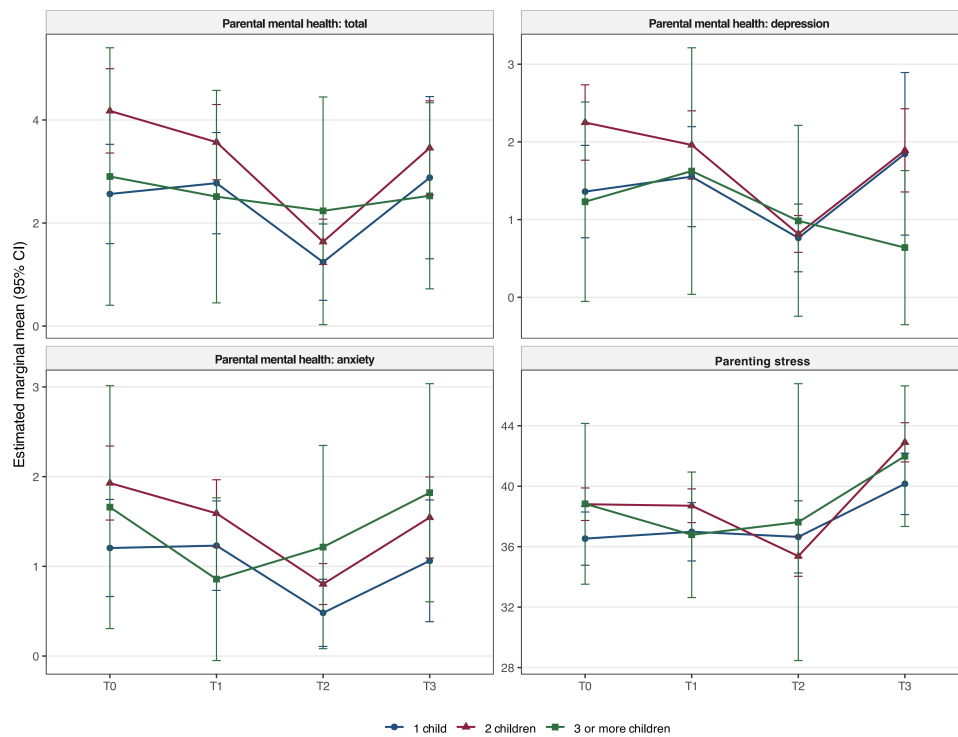 Parental mental health: total
Parental mental health: depression
4
2
0
3
2
1
0
Estimated marginal mean (95% CI)
Parental mental health: anxiety
Parenting stress
3
2
1
0
44
40
36
32
28
T0 T1 T2 T3
T0 T1 T2 T3
1 child 2 children 3 or more children